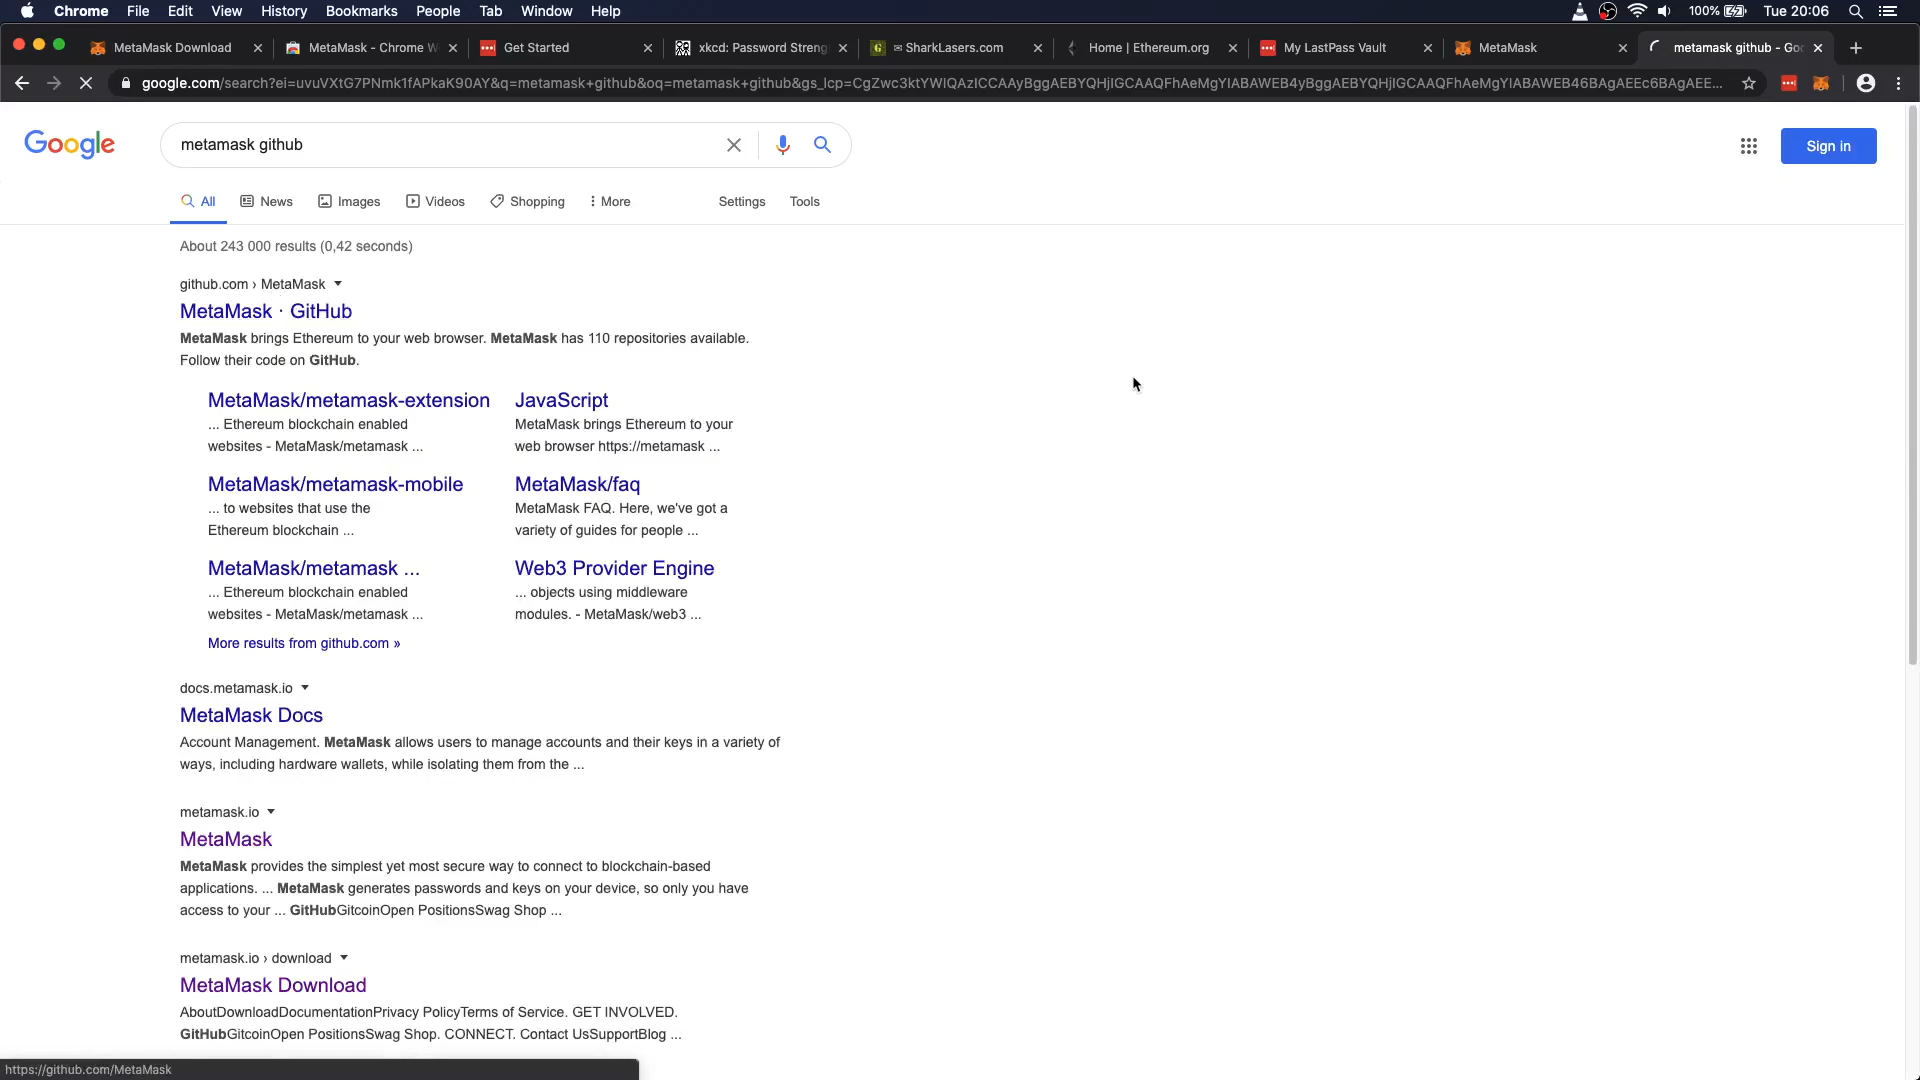 Chrome File Edit View History Bookmarks People Tab Window Help 100% Tue 20:06
MetaMask Download MetaMask - Chrome W Get Started xkcd: Password Streng SharkLasers.com Home | Ethereum.org My LastPass Vault MetaMask metamask github - Goo
google.com/search?ei=uvuVXtG7PNmk1fAPkaK90AY&q=metamask+github&oq=metamask+github&gs_lcp=CgZwc3ktYWIQAzICCAAyBggAEBYQHjIGCAAQFhAeMgYIABAWEB4yBggAEBYQHjIGCAAQFhAeMgYIABAWEB46BAgAEEc6BAgAEE...
Google metamask github Sign in
All News Images Videos Shopping More Settings Tools
About 243 000 results (0,42 seconds)
github.com › MetaMask
MetaMask · GitHub
MetaMask brings Ethereum to your web browser. MetaMask has 110 repositories available.
Follow their code on GitHub.
MetaMask/metamask-extension
... Ethereum blockchain enabled
websites - MetaMask/metamask ...
JavaScript
MetaMask brings Ethereum to your
web browser https://metamask ...
MetaMask/metamask-mobile
... to websites that use the
Ethereum blockchain ...
MetaMask/faq
MetaMask FAQ. Here, we've got a
variety of guides for people ...
MetaMask/metamask ...
... Ethereum blockchain enabled
websites - MetaMask/metamask ...
Web3 Provider Engine
... objects using middleware
modules. - MetaMask/web3 ...
More results from github.com »
docs.metamask.io
MetaMask Docs
Account Management. MetaMask allows users to manage accounts and their keys in a variety of
ways, including hardware wallets, while isolating them from the ...
metamask.io
MetaMask
MetaMask provides the simplest yet most secure way to connect to blockchain-based
applications. ... MetaMask generates passwords and keys on your device, so only you have
access to your ... GitHubGitcoinOpen PositionsSwag Shop ...
metamask.io › download
MetaMask Download
AboutDownloadDocumentationPrivacy PolicyTerms of Service. GET INVOLVED.
GitHubGitcoinOpen PositionsSwag Shop. CONNECT. Contact UsSupportBlog ...
https://github.com/MetaMask